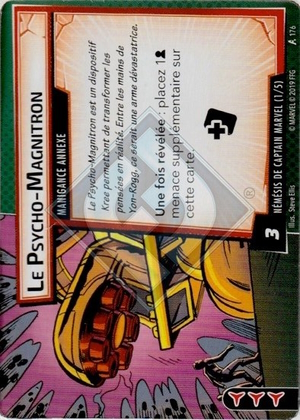 LE PSYCHO-MAGNITRON
MANIGANCE ANNEXE
Le Psycho-Magnitron est un dispositif
Kree permettant de transformer les
pensées en réalité. Entre les mains de
Yon-Rogg, ce serait une arme dévastatrice.
Une fois révélée : placez 1
menace supplémentaire sur
cette carte.
3
NÉMÉSIS DE CAPTAIN MARVEL (1/5)
Illus. Steve Ellis
© MARVEL © 2019 FFG
176